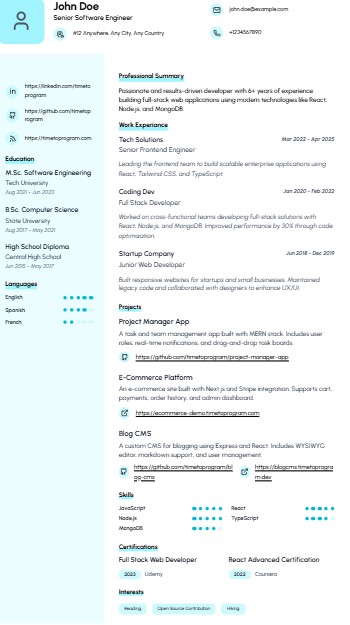 John Doe
Senior Software Engineer
#12 Anywhere, Any City, Any Country
john.doe@example.com
+1234567890
https://linkedin.com/timeto
program
https://github.com/timetop
rogram
https://timetoprogram.com
Education
M.Sc. Software Engineering
Tech University
Aug 2021 - Jun 2023
B.Sc. Computer Science
State University
Aug 2017 - May 2021
High School Diploma
Central High School
Jun 2015 - May 2017
Languages
English
Spanish
French
Professional Summary
Passionate and results-driven developer with 6+ years of experience
building full-stack web applications using modern technologies like React,
Node.js, and MongoDB.
Work Experience
Tech Solutions
Mar 2022 - Apr 2025
Senior Frontend Engineer
Leading the frontend team to build scalable enterprise applications using
React, Tailwind CSS, and TypeScript
Coding Dev
Jan 2020 - Feb 2022
Full Stack Developer
Worked on cross-functional teams developing full-stack solutions with
React, Node.js, and MongoDB. Improved performance by 30% through code
optimization.
Startup Company
Jun 2018 - Dec 2019
Junior Web Developer
Built responsive websites for startups and small businesses. Maintained
legacy code and collaborated with designers to enhance UX/UI.
Projects
Project Manager App
A task and team management app built with MERN stack. Includes user
roles, real-time notifications, and drag-and-drop task boards.
https://github.com/timetoprogram/project-manager-app
E-Commerce Platform
An e-commerce site built with Next.js and Stripe integration. Supports cart,
payments, order history, and admin dashboard.
https://ecommerce-demo.timetoprogram.com
Blog CMS
A custom CMS for blogging using Express and React. Includes WYSIWYG
editor, markdown support, and user management.
https://github.com/timetoprogram/bl
og-cms
https://blogcms.timetoprogra
m.dev
Skills
JavaScript
React
Node.js
TypeScript
MongoDB
Certifications
Full Stack Web Developer
2023 Udemy
React Advanced Certification
2022 Coursera
Interests
Reading
Open Source Contribution
Hiking